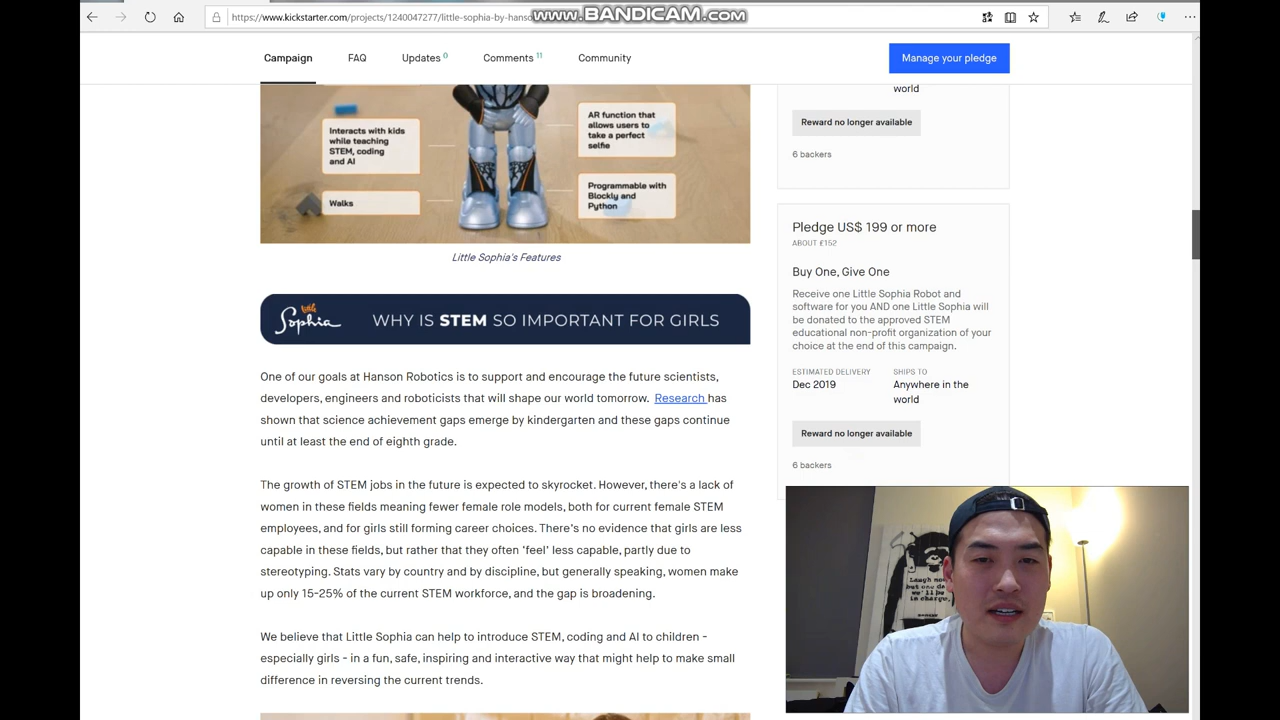 https://www.kickstarter.com/projects/1240047277/little-sophia-by-hanso
www.BANDICAM.com
Campaign
FAQ
Updates 0
Comments 11
Community
Manage your pledge
Interacts with kids
while teaching
STEM, coding
and AI
Walks
AR function that
allows users to
take a perfect
selfie
Programmable with
Blockly and
Python
Little Sophia's Features
little Sophia
WHY IS STEM SO IMPORTANT FOR GIRLS
One of our goals at Hanson Robotics is to support and encourage the future scientists,
developers, engineers and roboticists that will shape our world tomorrow. Research has
shown that science achievement gaps emerge by kindergarten and these gaps continue
until at least the end of eighth grade.
The growth of STEM jobs in the future is expected to skyrocket. However, there's a lack of
women in these fields meaning fewer female role models, both for current female STEM
employees, and for girls still forming career choices. There's no evidence that girls are less
capable in these fields, but rather that they often 'feel' less capable, partly due to
stereotyping. Stats vary by country and by discipline, but generally speaking, women make
up only 15-25% of the current STEM workforce, and the gap is broadening.
We believe that Little Sophia can help to introduce STEM, coding and AI to children -
especially girls - in a fun, safe, inspiring and interactive way that might help to make small
difference in reversing the current trends.
world
Reward no longer available
6 backers
Pledge US$ 199 or more
ABOUT £152
Buy One, Give One
Receive one Little Sophia Robot and
software for you AND one Little Sophia will
be donated to the approved STEM
educational non-profit organization of your
choice at the end of this campaign.
ESTIMATED DELIVERY
Dec 2019
SHIPS TO
Anywhere in the
world
Reward no longer available
6 backers
Laugh now
but one day
we'll be
in charge.